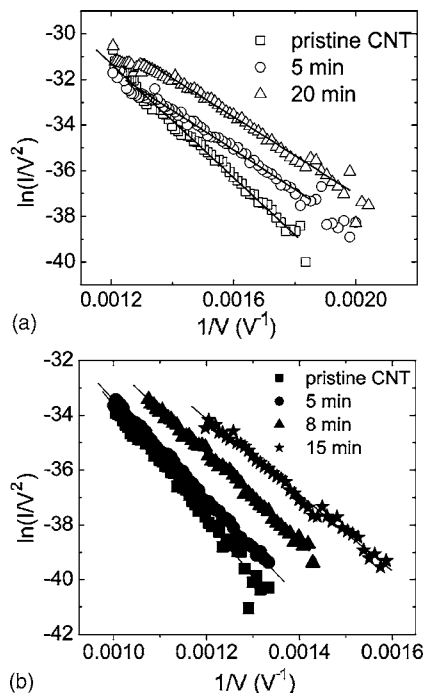 -30
-32
-34
-36
-38
-40
ln(I/V²)
□ pristine CNT
○ 5 min
△ 20 min
0.0012 0.0016 0.0020
(a) 1/V (V⁻¹)
-32
-34
-36
-38
-40
-42
ln(I/V²)
■ pristine CNT
● 5 min
▲ 8 min
★ 15 min
0.0010 0.0012 0.0014 0.0016
(b) 1/V (V⁻¹)